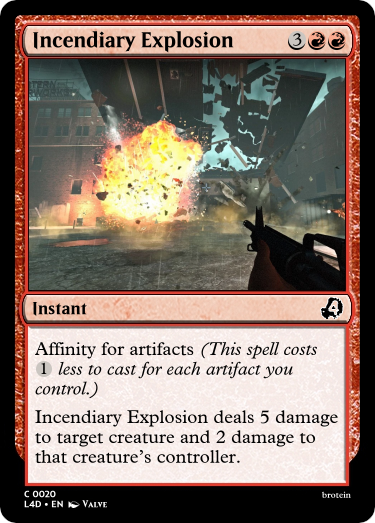 Incendiary Explosion 3
Instant 4
Affinity for artifacts (This spell costs
1 less to cast for each artifact you
control.)
Incendiary Explosion deals 5 damage
to target creature and 2 damage to
that creature's controller.
C 0020
L4D • EN Valve
brotein